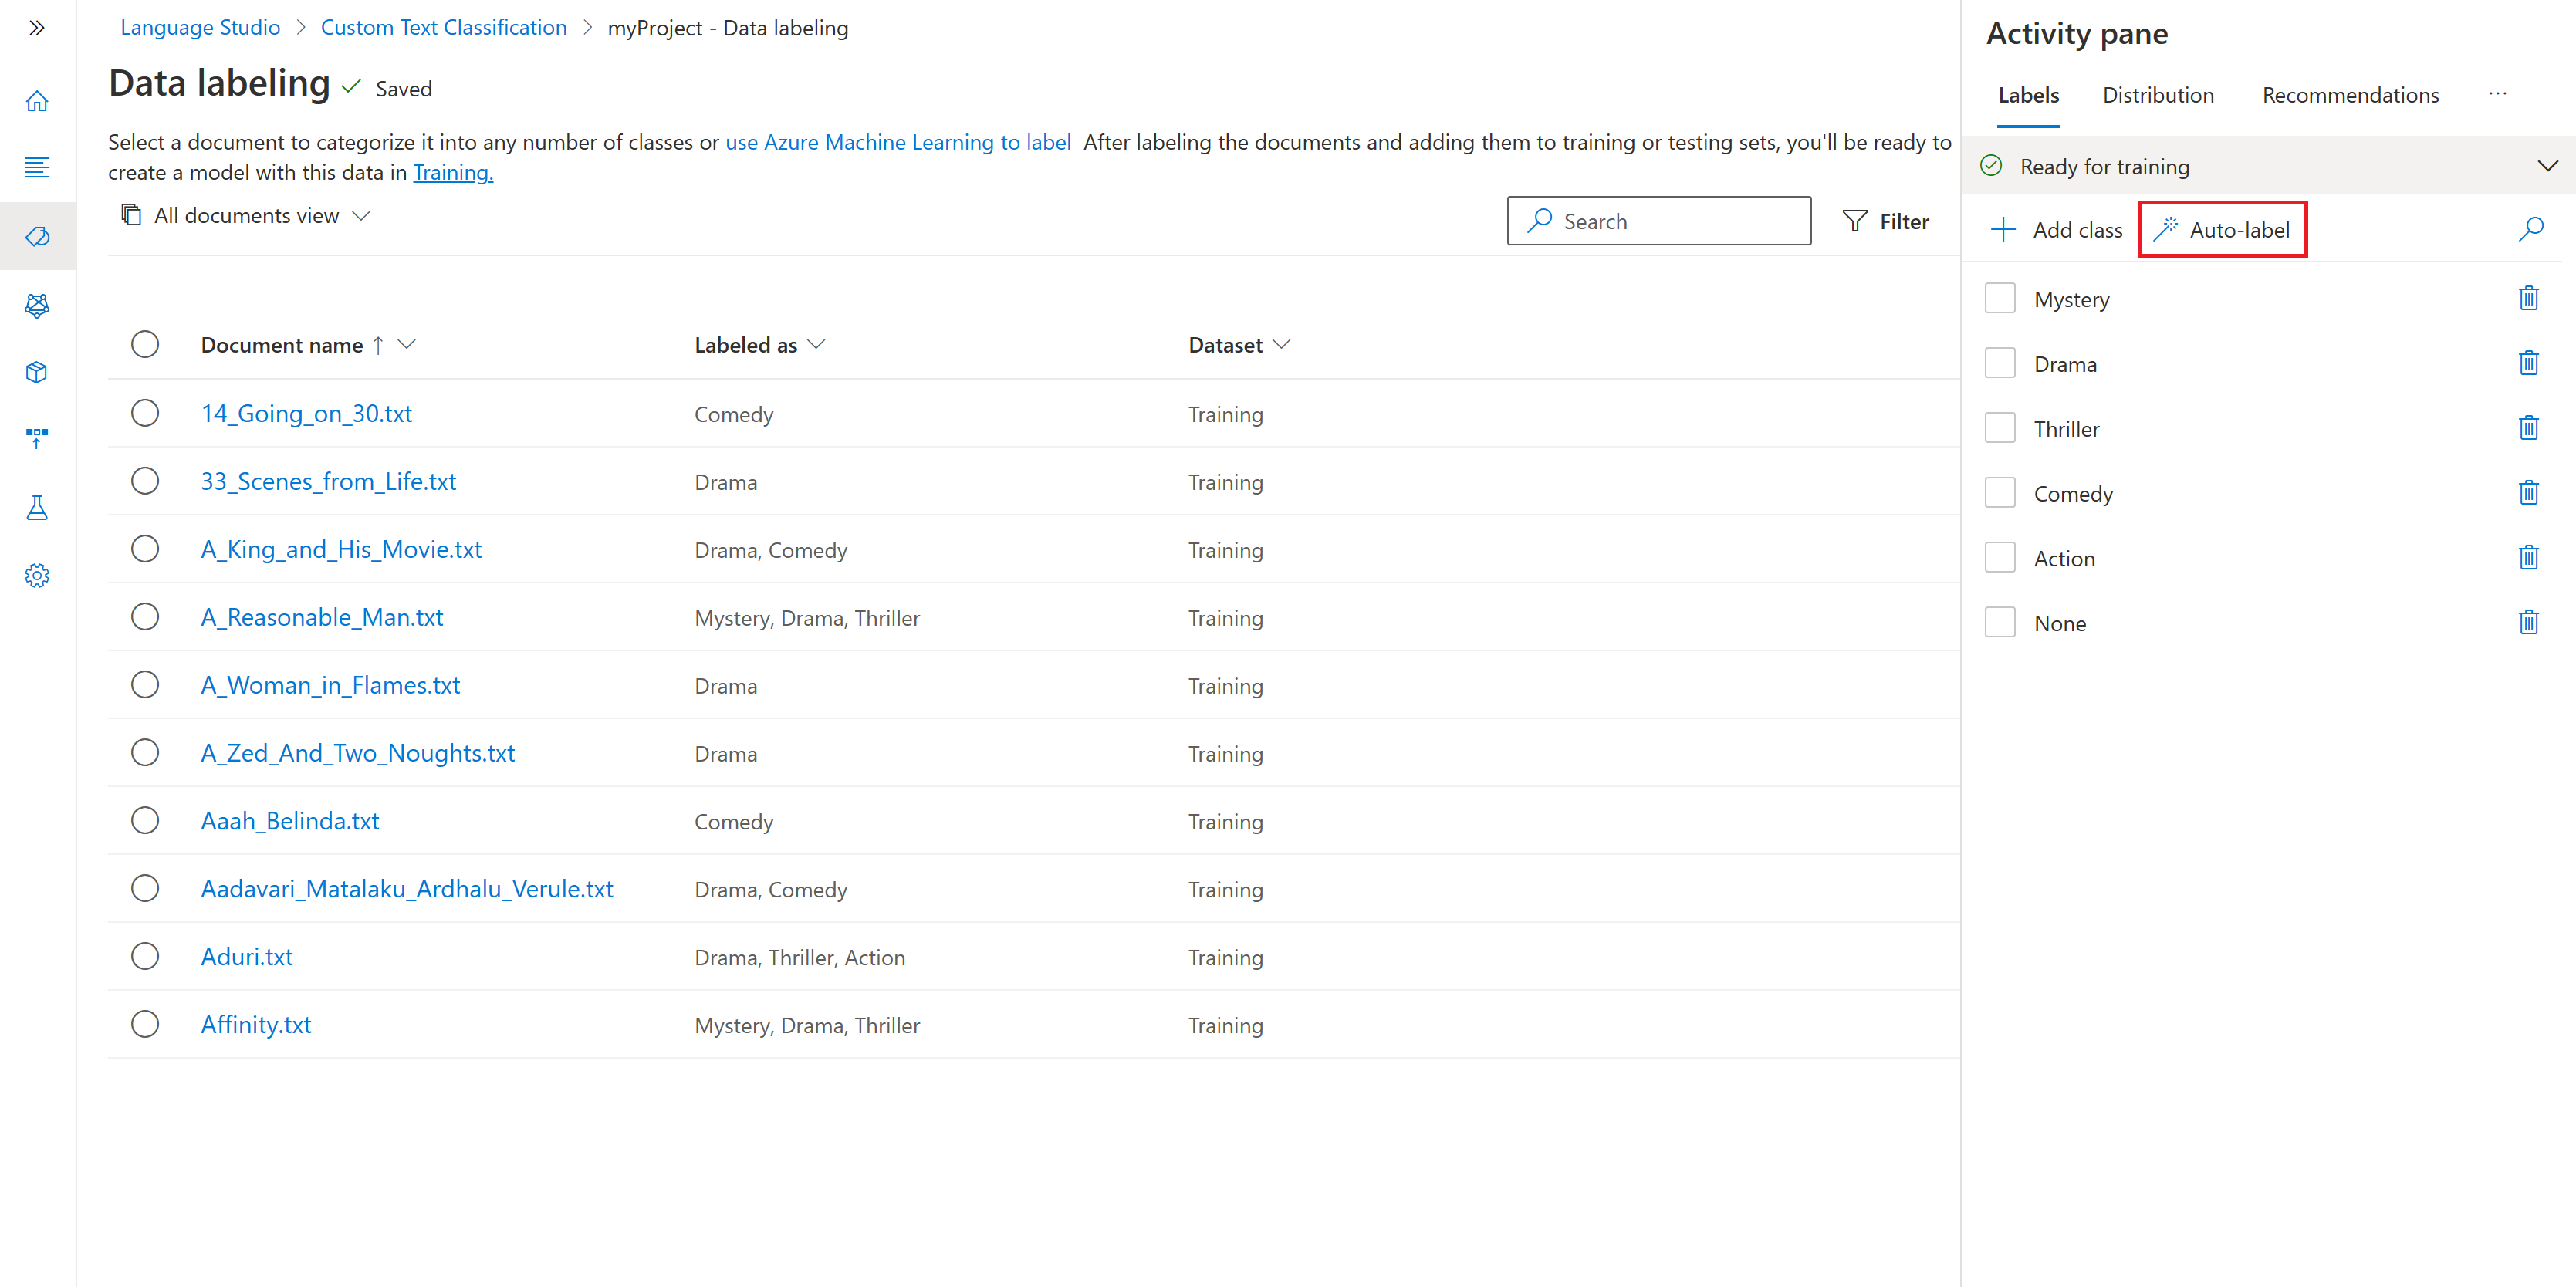 Language Studio > Custom Text Classification > myProject - Data labeling
Data labeling Saved
Select a document to categorize it into any number of classes or use Azure Machine Learning to label After labeling the documents and adding them to training or testing sets, you'll be ready to
create a model with this data in Training.
All documents view
Search
Filter
Document name ↑ Labeled as Dataset
14_Going_on_30.txt Comedy Training
33_Scenes_from_Life.txt Drama Training
A_King_and_His_Movie.txt Drama, Comedy Training
A_Reasonable_Man.txt Mystery, Drama, Thriller Training
A_Woman_in_Flames.txt Drama Training
A_Zed_And_Two_Noughts.txt Drama Training
Aaah_Belinda.txt Comedy Training
Aadavari_Matalaku_Ardhalu_Verule.txt Drama, Comedy Training
Aduri.txt Drama, Thriller, Action Training
Affinity.txt Mystery, Drama, Thriller Training
Activity pane
Labels Distribution Recommendations ...
Ready for training
Add class Auto-label
Mystery
Drama
Thriller
Comedy
Action
None